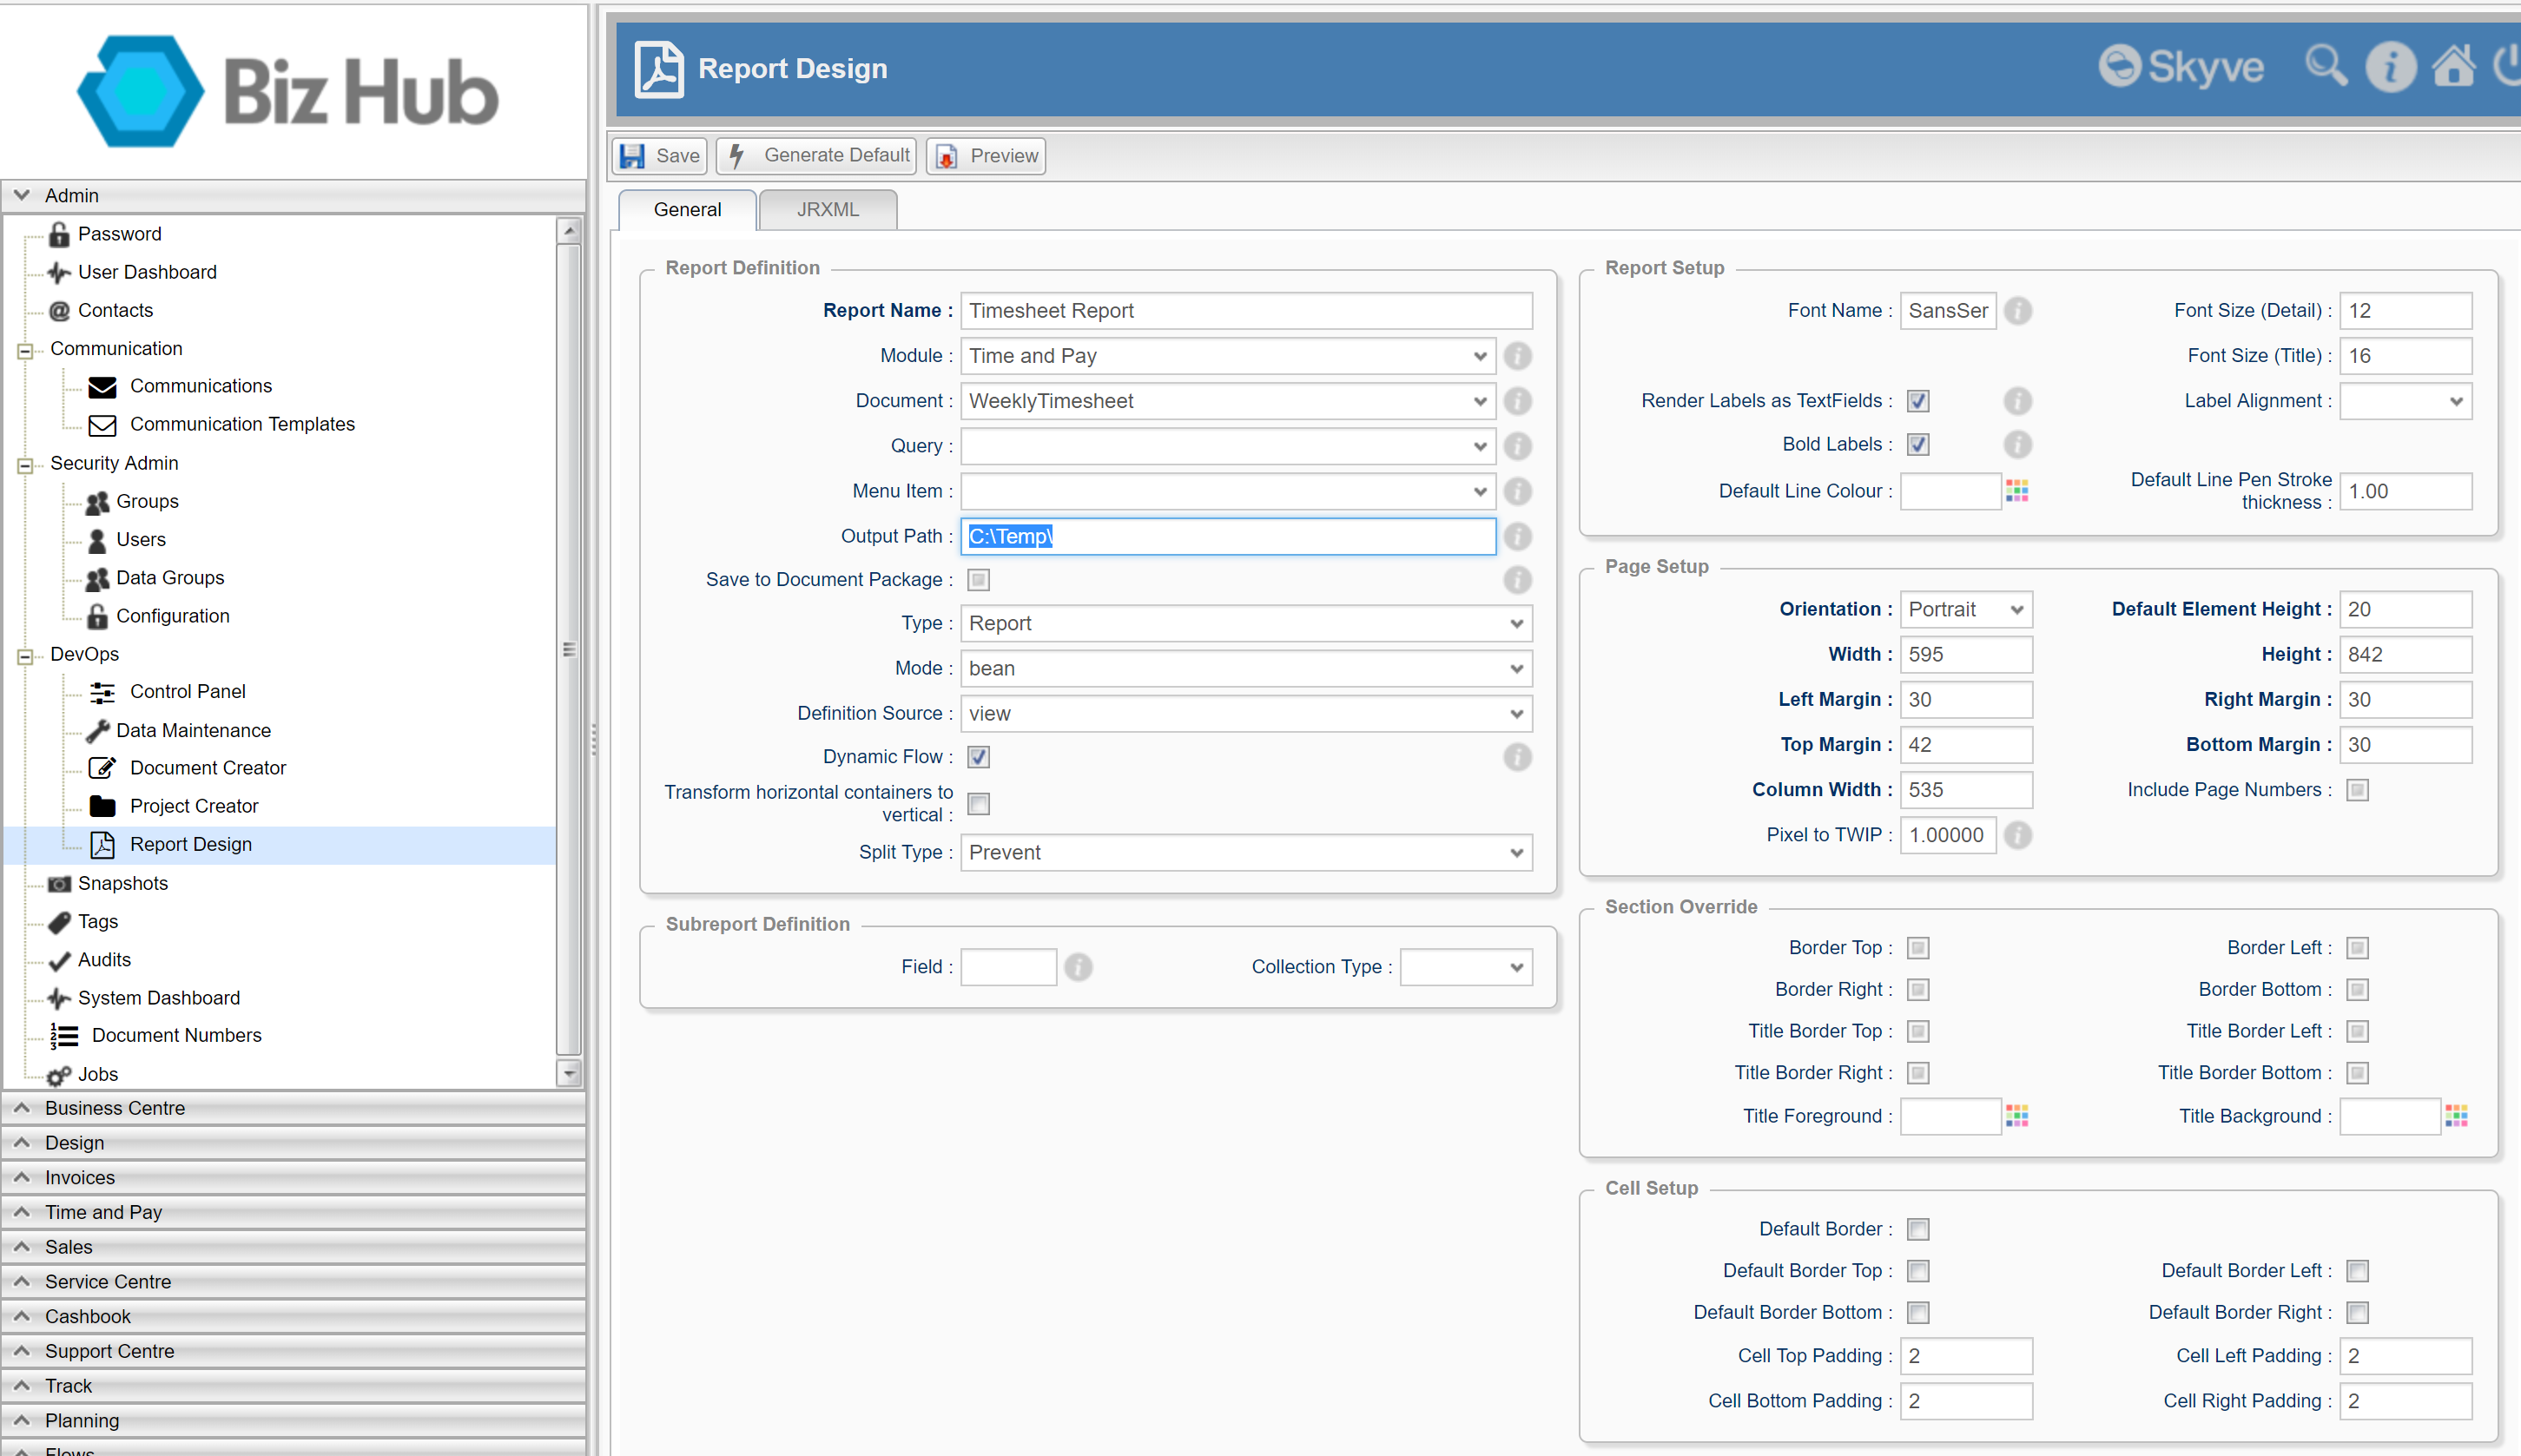 Biz Hub
Admin
Password
User Dashboard
Contacts
Communication
Communications
Communication Templates
Security Admin
Groups
Users
Data Groups
Configuration
DevOps
Control Panel
Data Maintenance
Document Creator
Project Creator
Report Design
Snapshots
Tags
Audits
System Dashboard
Document Numbers
Jobs
Business Centre
Design
Invoices
Time and Pay
Sales
Service Centre
Cashbook
Support Centre
Track
Planning
Flows
Report Design
Skyve
Save
Generate Default
Preview
General
JRXML
Report Definition
Report Name : Timesheet Report
Module : Time and Pay
Document : WeeklyTimesheet
Query :
Menu Item :
Output Path : C:\Temp\
Save to Document Package :
Type : Report
Mode : bean
Definition Source : view
Dynamic Flow :
Transform horizontal containers to
vertical :
Split Type : Prevent
Subreport Definition
Field : Collection Type :
Report Setup
Font Name : SansSer Font Size (Detail) : 12
Font Size (Title) : 16
Render Labels as TextFields : Label Alignment :
Bold Labels :
Default Line Colour : Default Line Pen Stroke
thickness : 1.00
Page Setup
Orientation : Portrait Default Element Height : 20
Width : 595 Height : 842
Left Margin : 30 Right Margin : 30
Top Margin : 42 Bottom Margin : 30
Column Width : 535 Include Page Numbers :
Pixel to TWIP : 1.00000
Section Override
Border Top : Border Left :
Border Right : Border Bottom :
Title Border Top : Title Border Left :
Title Border Right : Title Border Bottom :
Title Foreground : Title Background :
Cell Setup
Default Border :
Default Border Top : Default Border Left :
Default Border Bottom : Default Border Right :
Cell Top Padding : 2 Cell Left Padding : 2
Cell Bottom Padding : 2 Cell Right Padding : 2